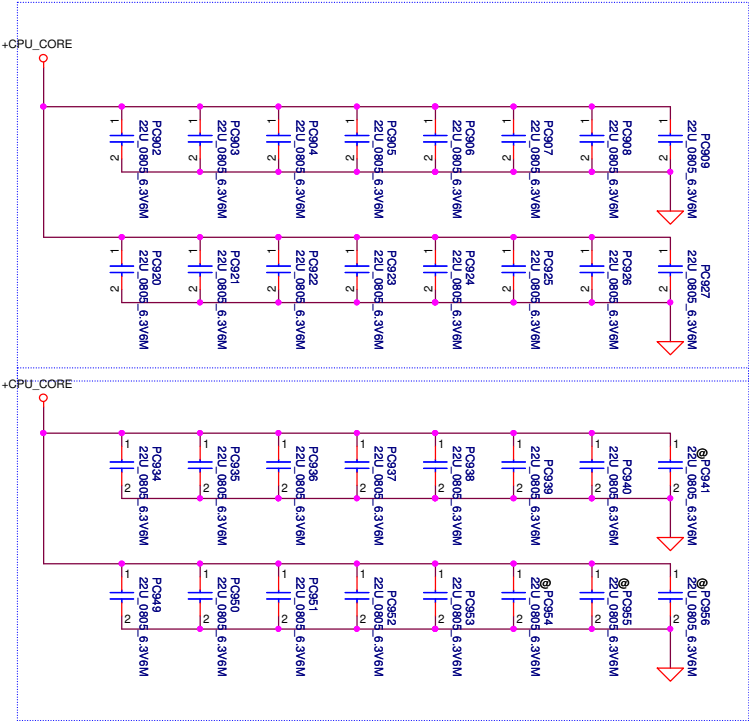 +CPU_CORE
1
2
PC902
22U_0805_6.3V6M
1
2
PC903
22U_0805_6.3V6M
1
2
PC904
22U_0805_6.3V6M
1
2
PC905
22U_0805_6.3V6M
1
2
PC906
22U_0805_6.3V6M
1
2
PC907
22U_0805_6.3V6M
1
2
PC908
22U_0805_6.3V6M
1
2
PC909
22U_0805_6.3V6M
1
2
PC920
22U_0805_6.3V6M
1
2
PC921
22U_0805_6.3V6M
1
2
PC922
22U_0805_6.3V6M
1
2
PC923
22U_0805_6.3V6M
1
2
PC924
22U_0805_6.3V6M
1
2
PC925
22U_0805_6.3V6M
1
2
PC926
22U_0805_6.3V6M
1
2
PC927
22U_0805_6.3V6M
+CPU_CORE
1
2
PC934
22U_0805_6.3V6M
1
2
PC935
22U_0805_6.3V6M
1
2
PC936
22U_0805_6.3V6M
1
2
PC937
22U_0805_6.3V6M
1
2
PC938
22U_0805_6.3V6M
1
2
PC939
22U_0805_6.3V6M
1
2
PC940
22U_0805_6.3V6M
1
2
@
PC941
22U_0805_6.3V6M
1
2
PC949
22U_0805_6.3V6M
1
2
PC950
22U_0805_6.3V6M
1
2
PC951
22U_0805_6.3V6M
1
2
PC952
22U_0805_6.3V6M
1
2
PC953
22U_0805_6.3V6M
1
2
@
PC954
22U_0805_6.3V6M
1
2
@
PC955
22U_0805_6.3V6M
1
2
@
PC956
22U_0805_6.3V6M